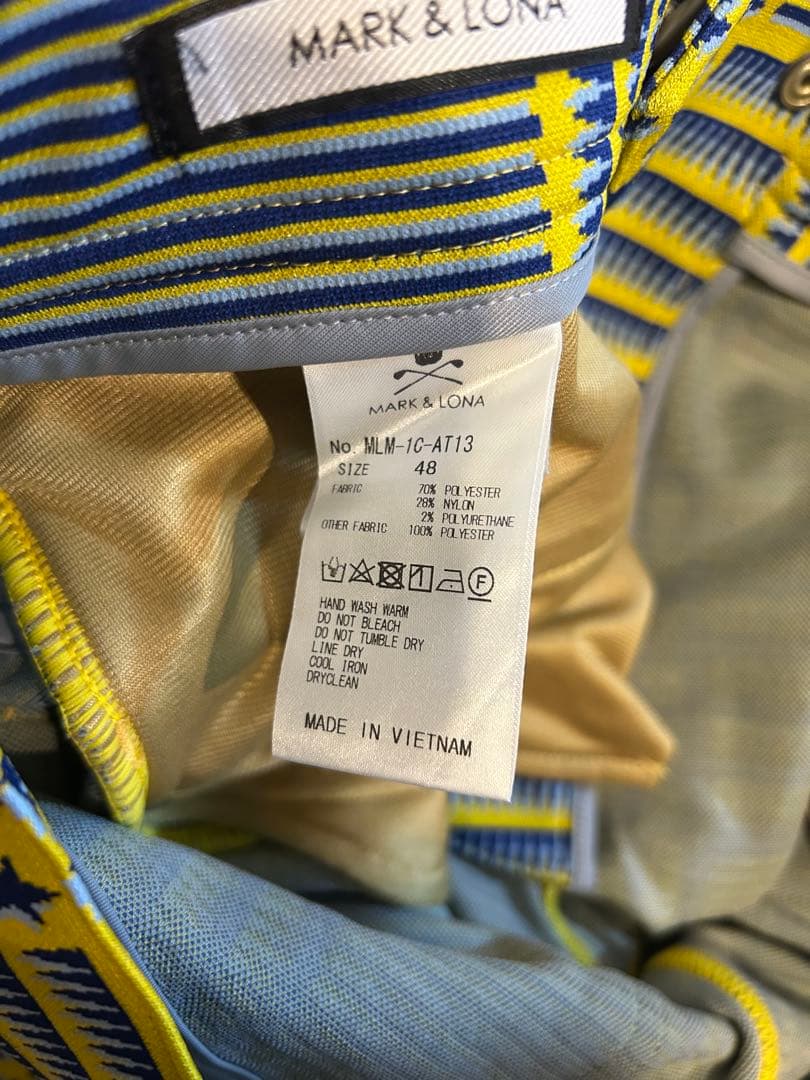 MARK & LONA
MARK & LONA
No. MLM-1C-AT13
SIZE 48
FABRIC 70% POLYESTER
28% NYLON
2% POLYURETHANE
OTHER FABRIC 100% POLYESTER
F
HAND WASH WARM
DO NOT BLEACH
DO NOT TUMBLE DRY
LINE DRY
COOL IRON
DRYCLEAN
MADE IN VIETNAM